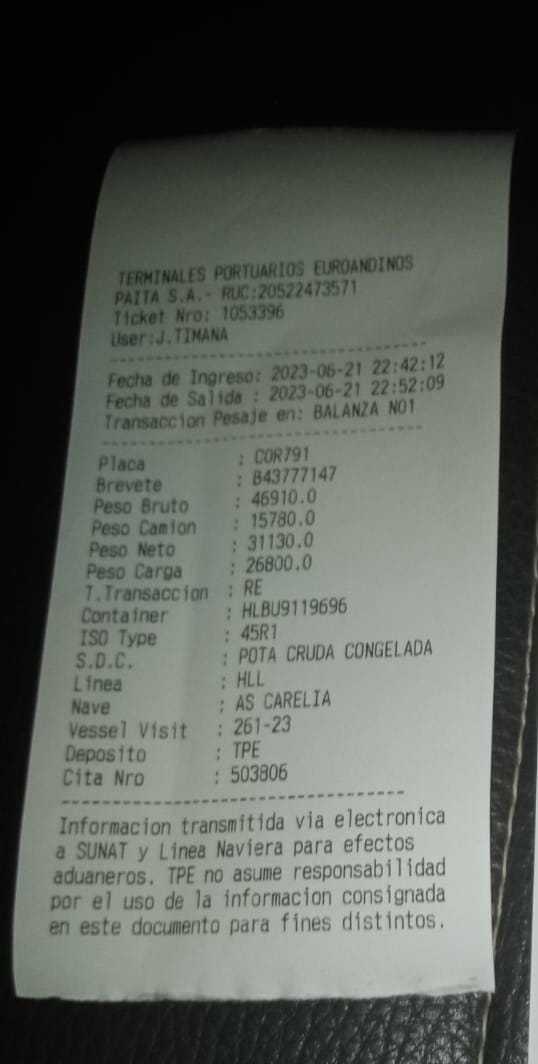 TERMINALES PORTUARIOS EUROANDINOS
PAITA S.A.- RUC:20522473571
Ticket Nro: 1053396
User:J.TIMANA
Fecha de Ingreso: 2023-06-21 22:42:12
Fecha de Salida : 2023-06-21 22:52:09
Transaccion Pesaje en: BALANZA NO1
Placa : COR791
Brevete : B43777147
Peso Bruto : 46910.0
Peso Camion : 15780.0
Peso Neto : 31130.0
Peso Carga : 26800.0
T.Transaccion : RE
Container : HLBU9119696
ISO Type : 45R1
S.D.C. : POTA CRUDA CONGELADA
Linea : HLL
Nave : AS CARELIA
Vessel Visit : 261-23
Deposito : TPE
Cita Nro : 503806
Informacion transmitida via electronica
a SUNAT y Linea Naviera para efectos
aduaneros. TPE no asume responsabilidad
por el uso de la informacion consignada
en este documento para fines distintos.